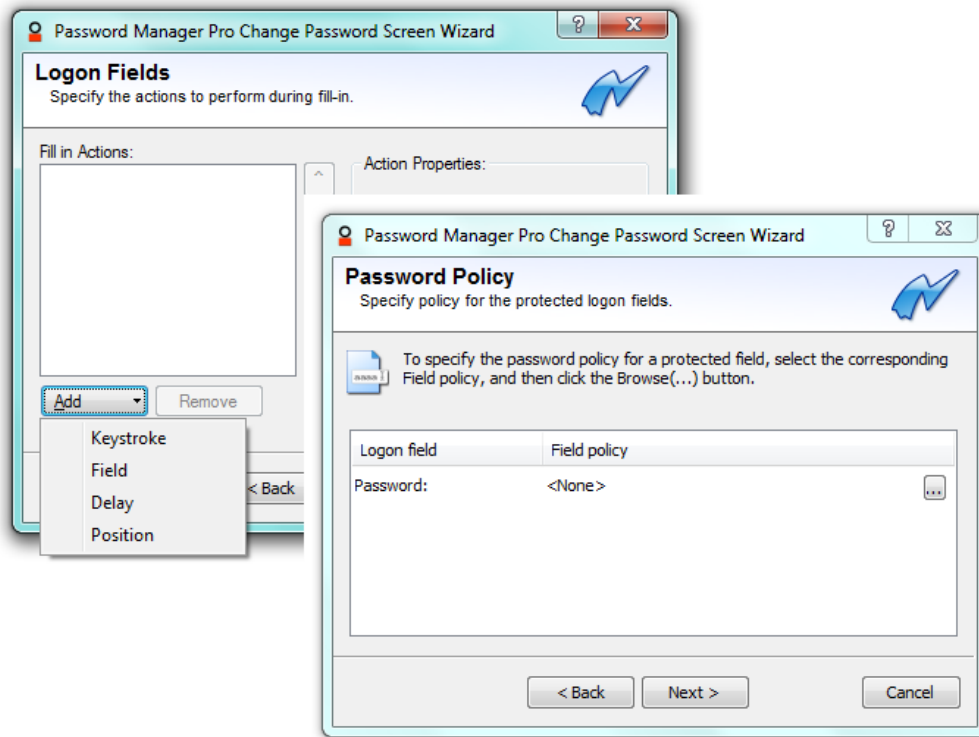 Password Manager Pro Change Password Screen Wizard
Logon Fields
Specify the actions to perform during fill-in.
Fill in Actions:
Action Properties:
Add
Remove
Keystroke
Field
Delay
Position
< Back
Password Manager Pro Change Password Screen Wizard
Password Policy
Specify policy for the protected logon fields.
To specify the password policy for a protected field, select the corresponding
Field policy, and then click the Browse(...) button.
Logon field Field policy
Password: <None> ...
< Back Next > Cancel